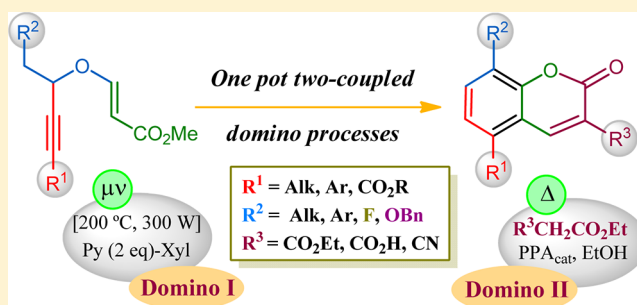 R2
O
CO2Me
R1
One pot two-coupled
domino processes
R2
O
O
R3
R1
μν
[200 ºC, 300 W]
Py (2 eq)-Xyl
Domino I
R1 = Alk, Ar, CO2R
R2 = Alk, Ar, F, OBn
R3 = CO2Et, CO2H, CN
Δ
R3CH2CO2Et
PPAcat, EtOH
Domino II